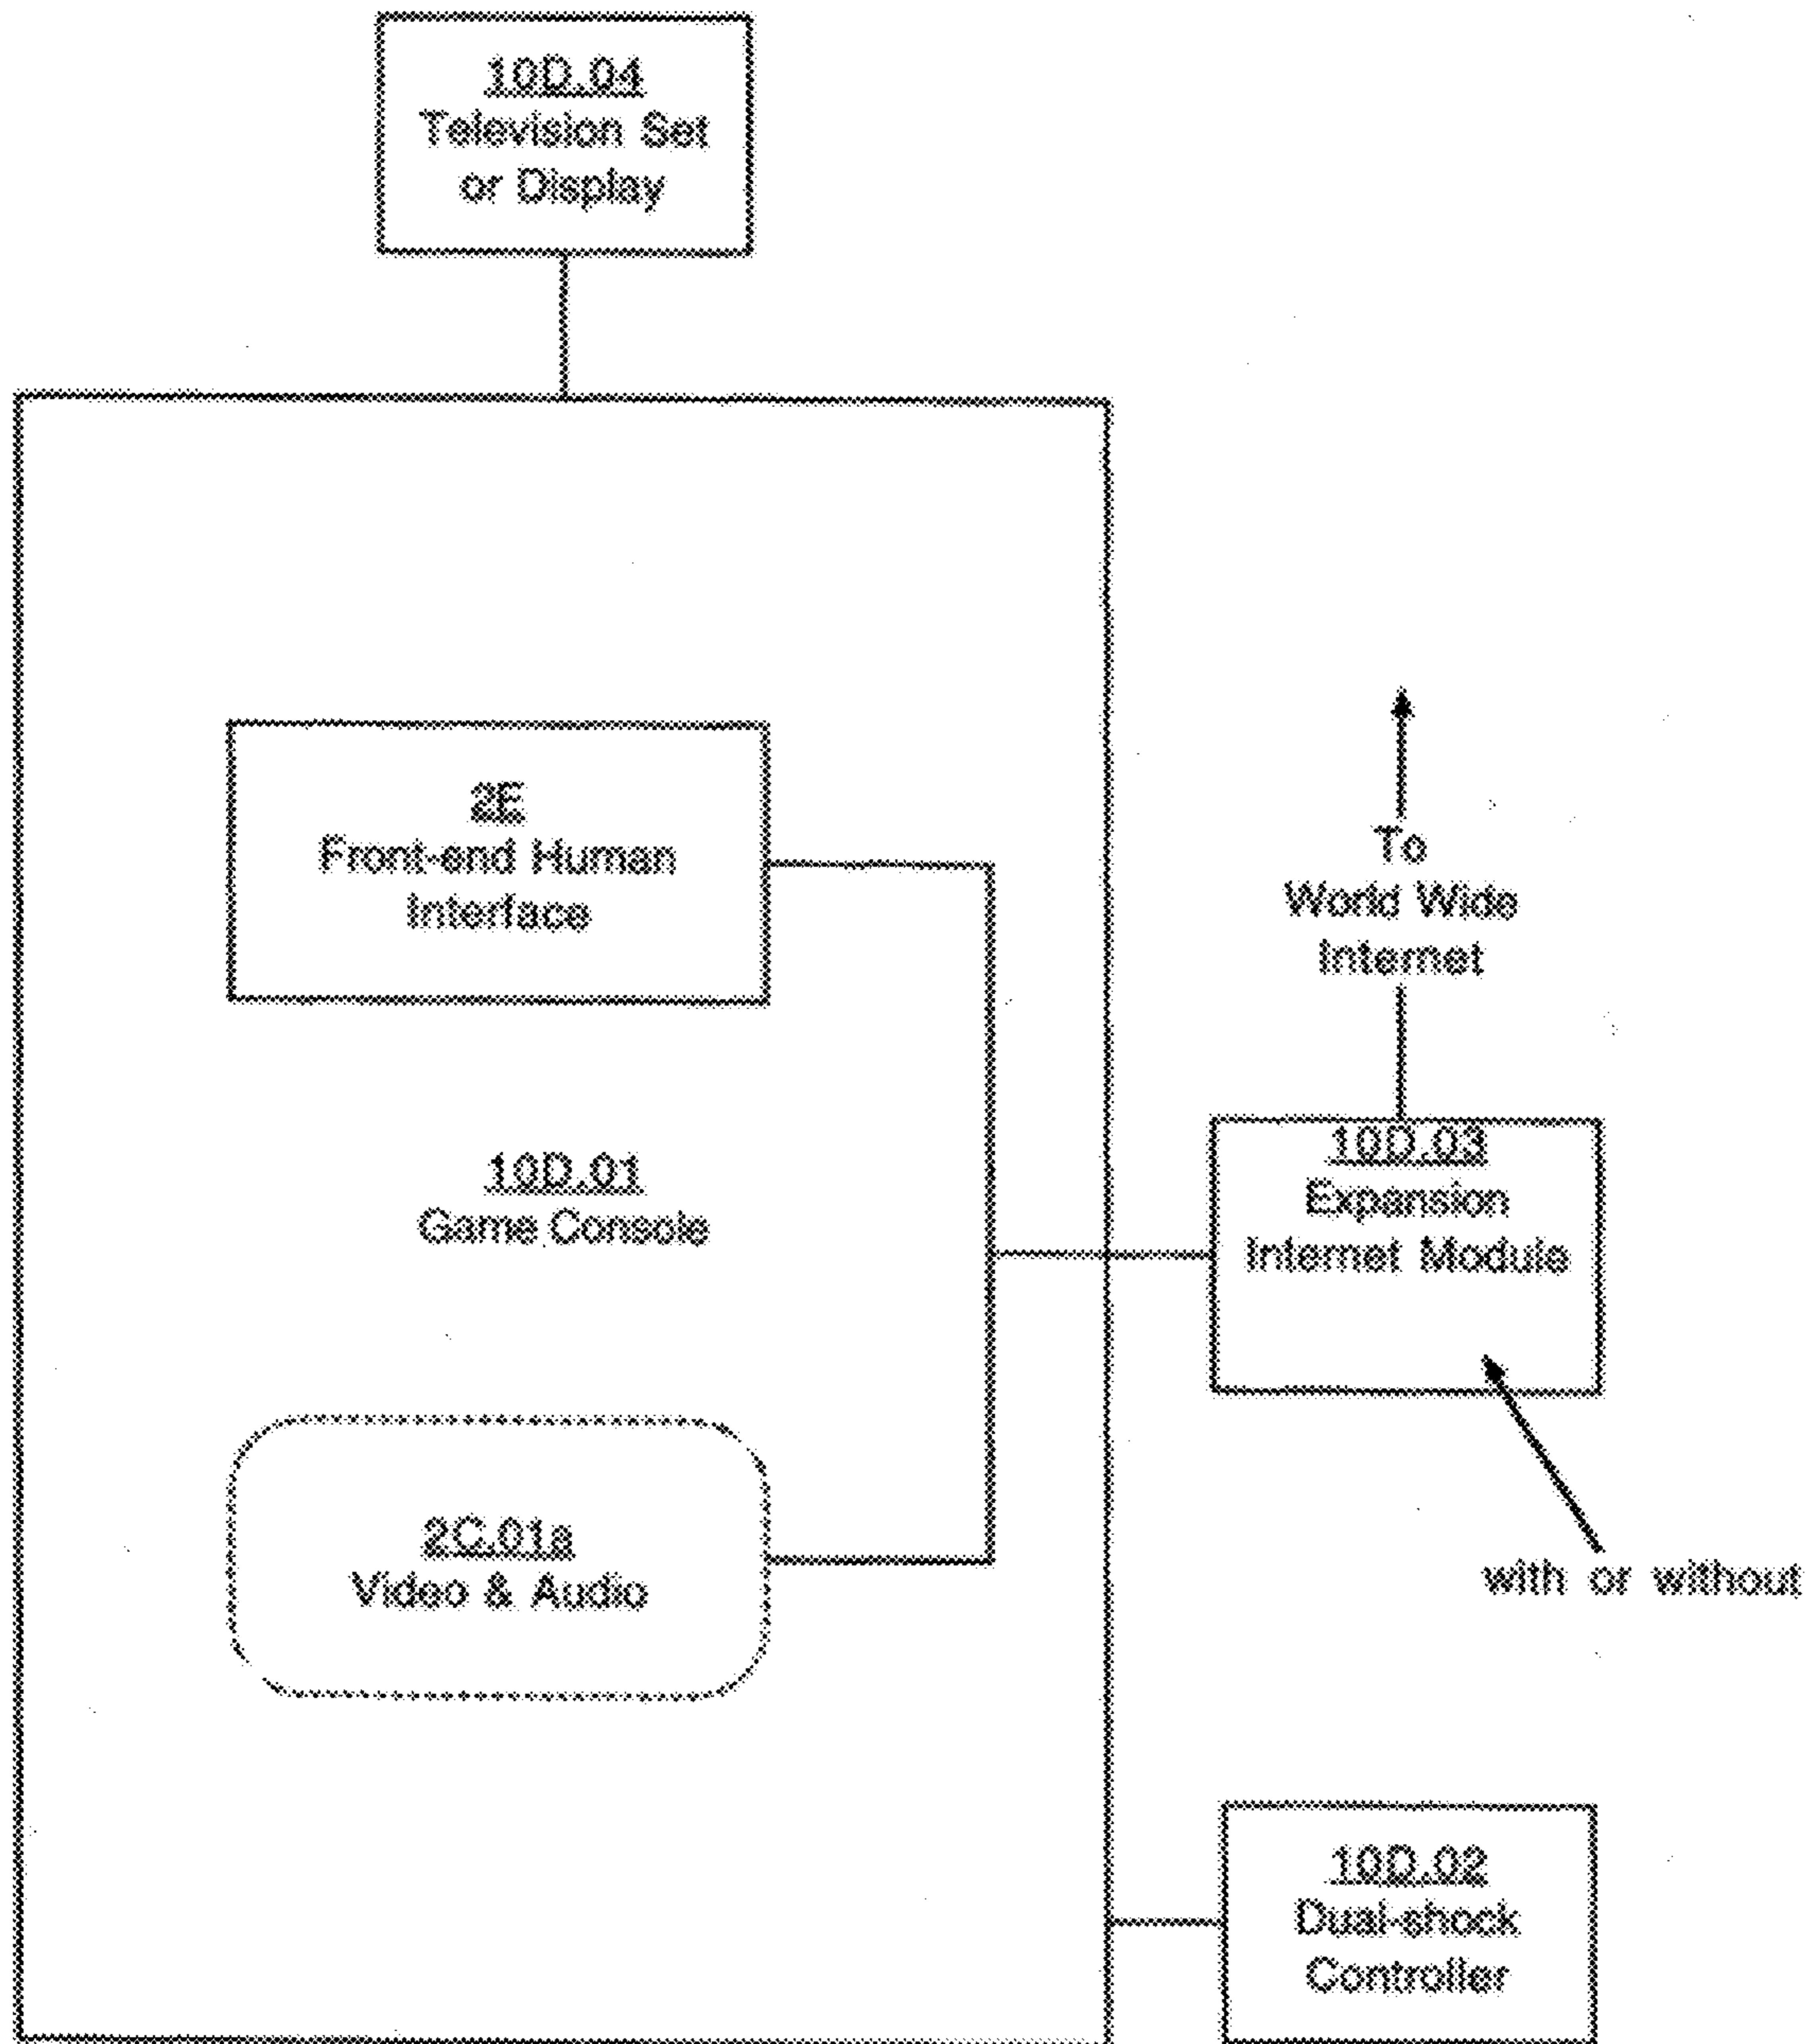 10D.04
Television Set
or Display
2E
Front-end Human
Interface
To
World Wide
Internet
10D.01
Game Console
10D.03
Expansion
Internet Module
2C.01a
Video & Audio
with or without
10D.02
Dual-shock
Controller